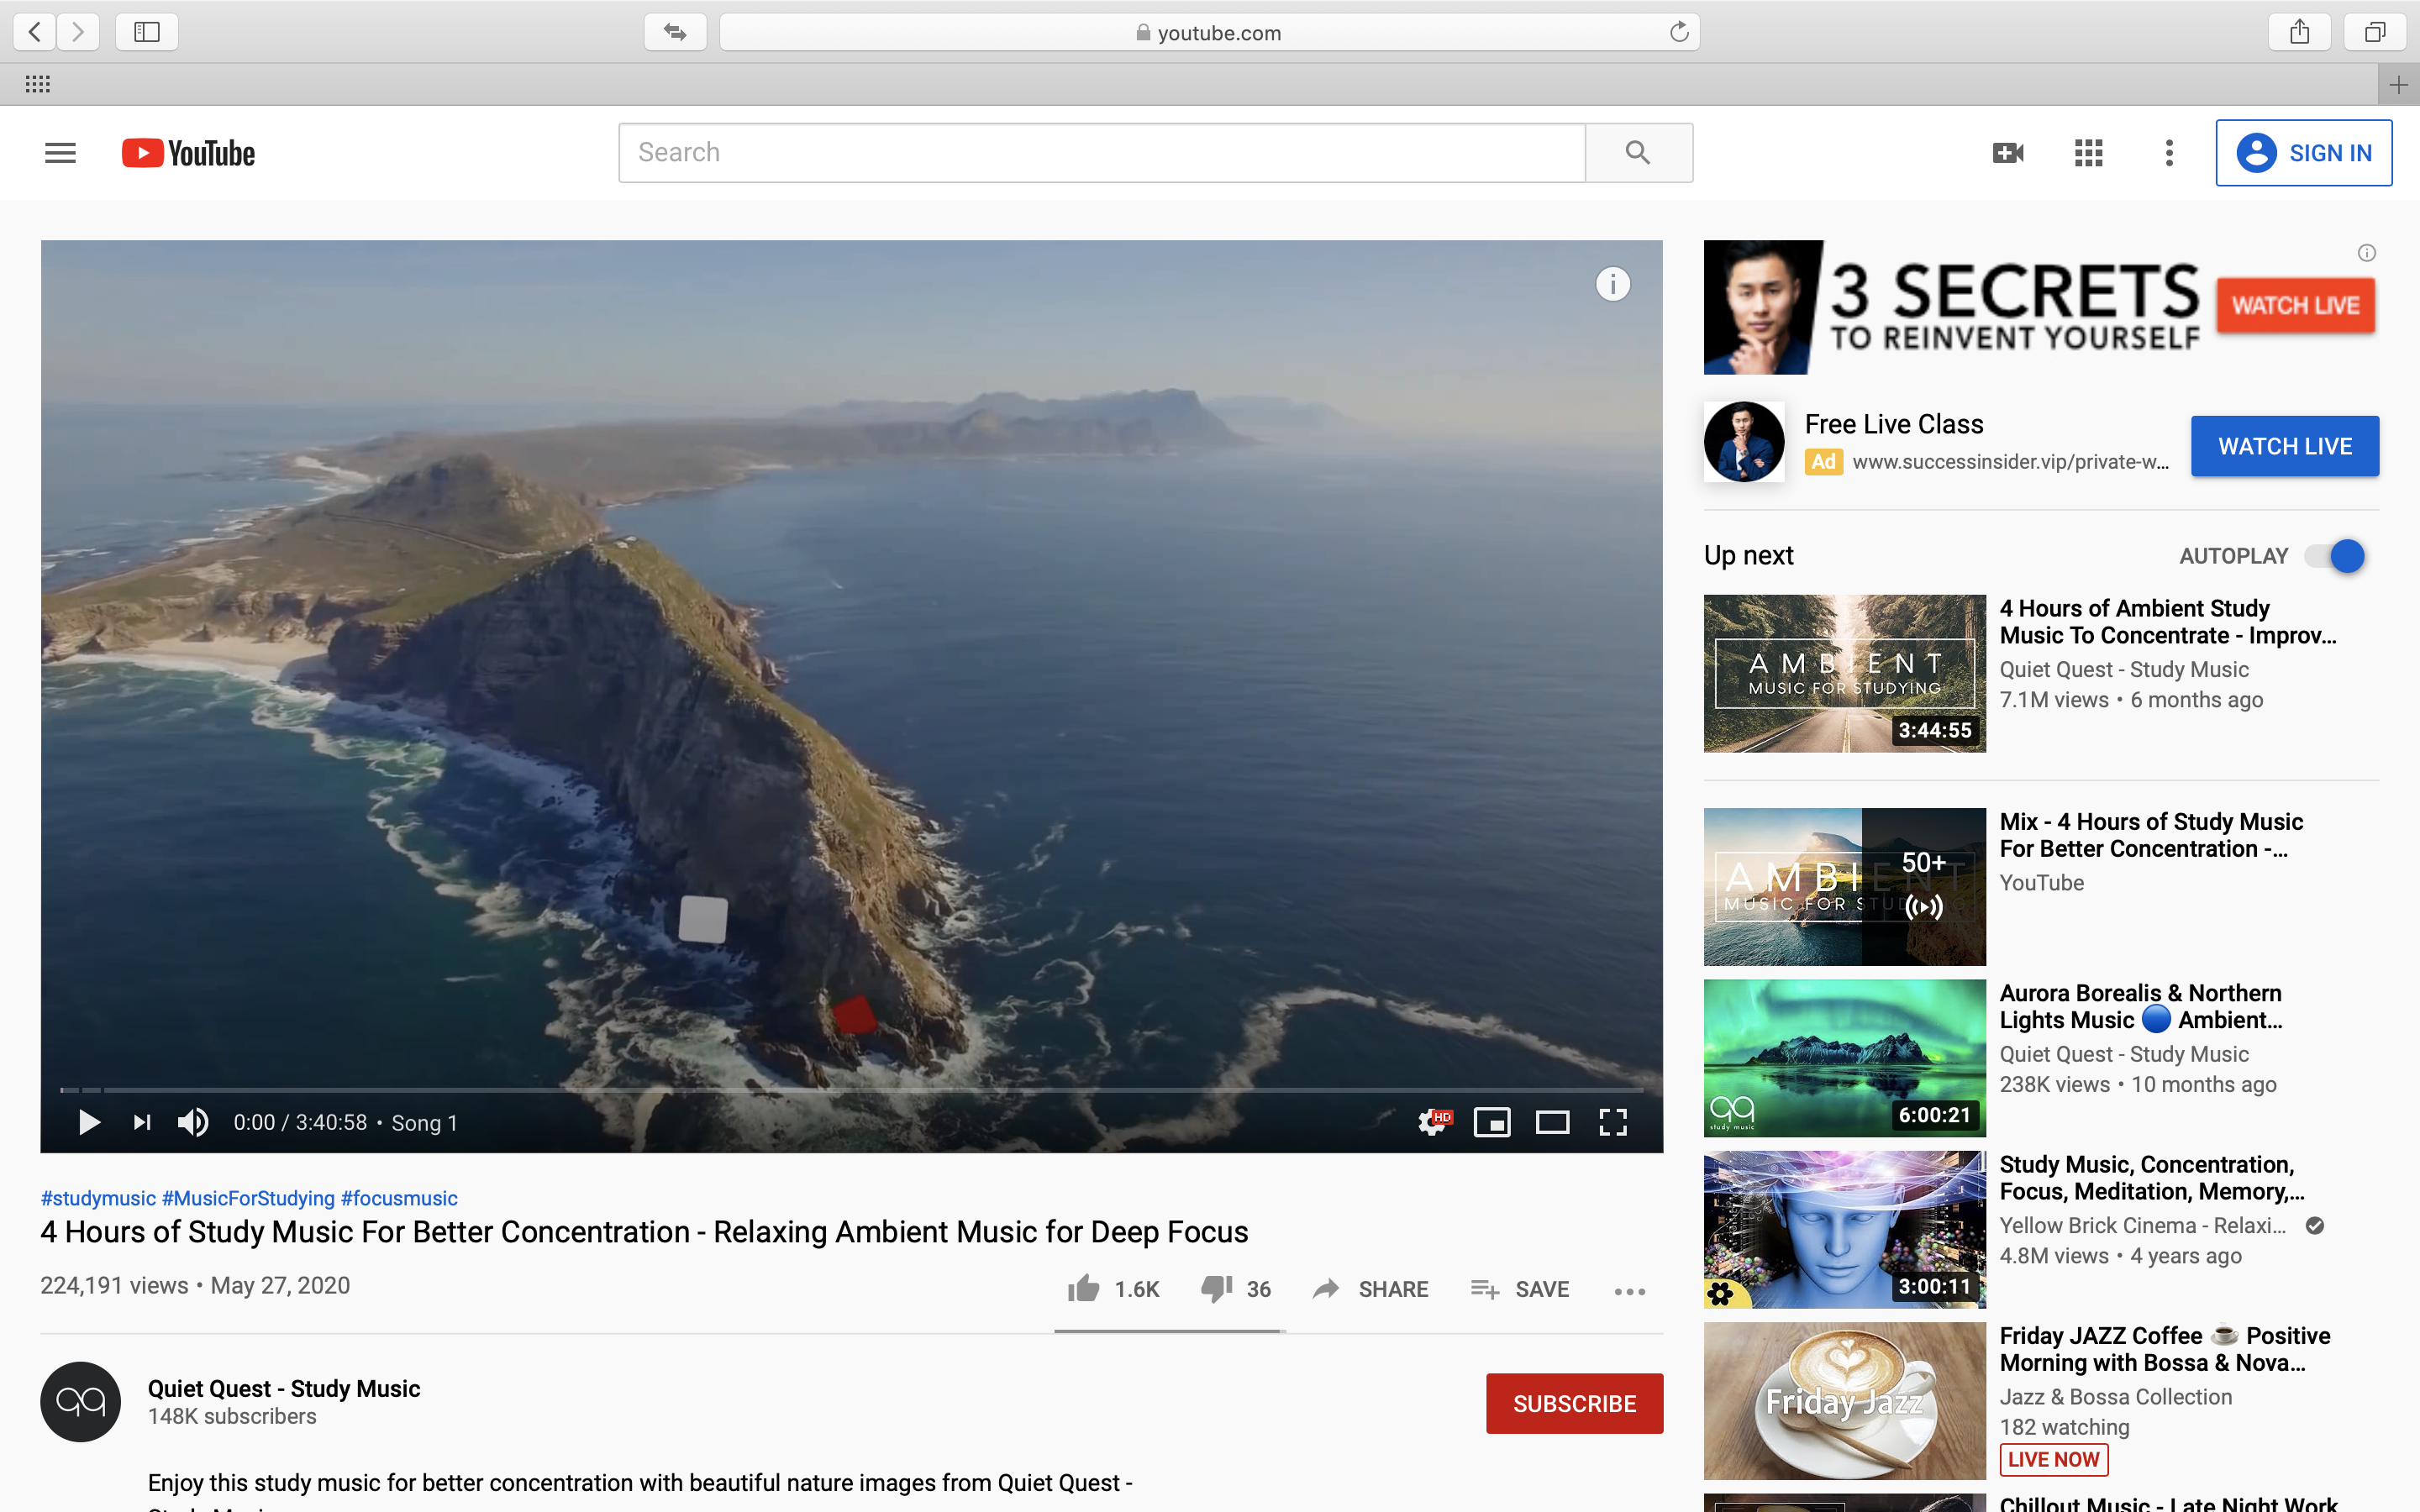 youtube.com
YouTube
Search
SIGN IN
#studymusic #MusicForStudying #focusmusic
4 Hours of Study Music For Better Concentration - Relaxing Ambient Music for Deep Focus
224,191 views • May 27, 2020
1.6K
36
SHARE
SAVE
0:00 / 3:40:58 • Song 1
HD
Quiet Quest - Study Music
148K subscribers
SUBSCRIBE
Enjoy this study music for better concentration with beautiful nature images from Quiet Quest -
3 SECRETS
TO REINVENT YOURSELF
WATCH LIVE
Free Live Class
Ad www.successinsider.vip/private-w...
WATCH LIVE
Up next
AUTOPLAY
AMBIENT
MUSIC FOR STUDYING
3:44:55
4 Hours of Ambient Study
Music To Concentrate - Improv...
Quiet Quest - Study Music
7.1M views • 6 months ago
AMBIENT
MUSIC FOR STUD
50+
Mix - 4 Hours of Study Music
For Better Concentration -...
YouTube
qq
study music
6:00:21
Aurora Borealis & Northern
Lights Music 🔵 Ambient...
Quiet Quest - Study Music
238K views • 10 months ago
3:00:11
Study Music, Concentration,
Focus, Meditation, Memory,...
Yellow Brick Cinema - Relaxi...
4.8M views • 4 years ago
Friday Jazz
Friday JAZZ Coffee ☕ Positive
Morning with Bossa & Nova...
Jazz & Bossa Collection
182 watching
LIVE NOW
Chillout Music - Late Night Work